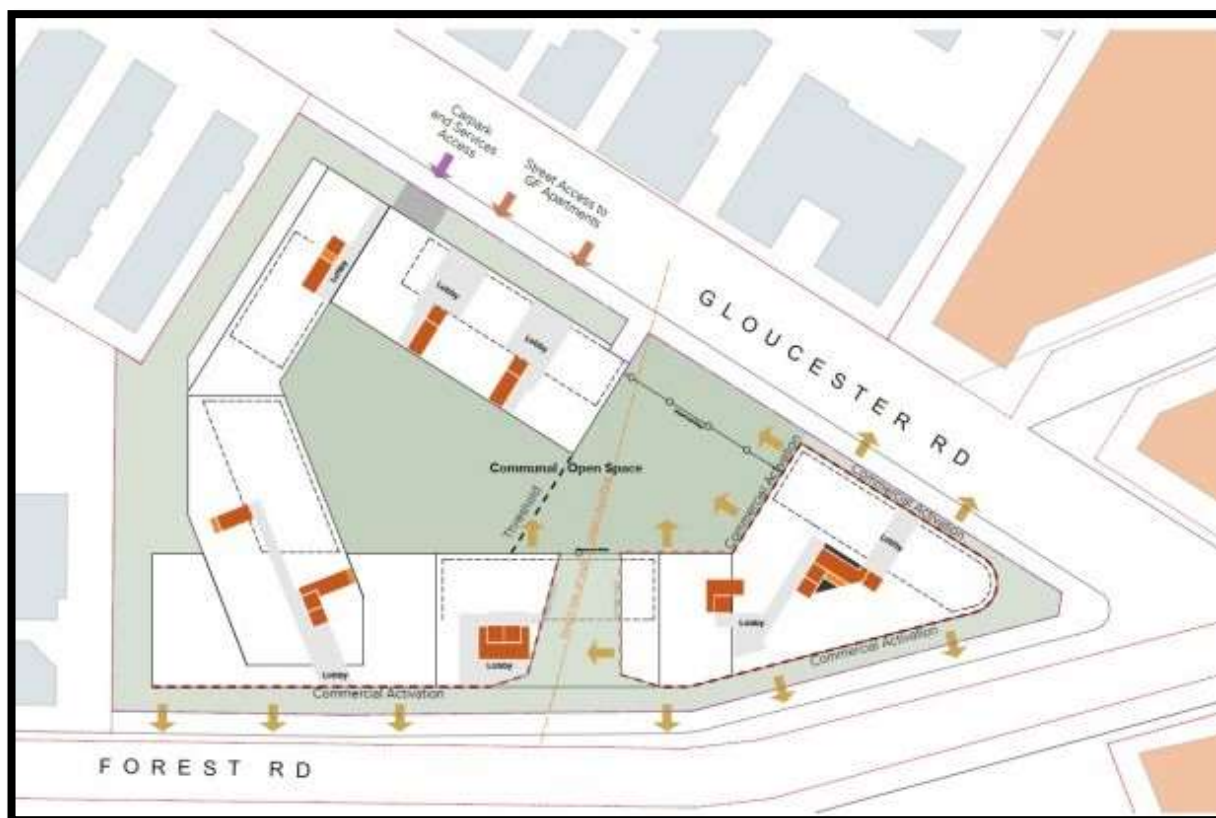 Carpark
and Services
Access
Street Access to
GF Apartments
GLOUCESTER RD
Lobby
Lobby
Lobby
Communal Open Space
Threshold
Commercial Activation
Commercial Activation
Lobby
Lobby
Lobby
Lobby
Commercial Activation
Commercial Activation
FOREST RD